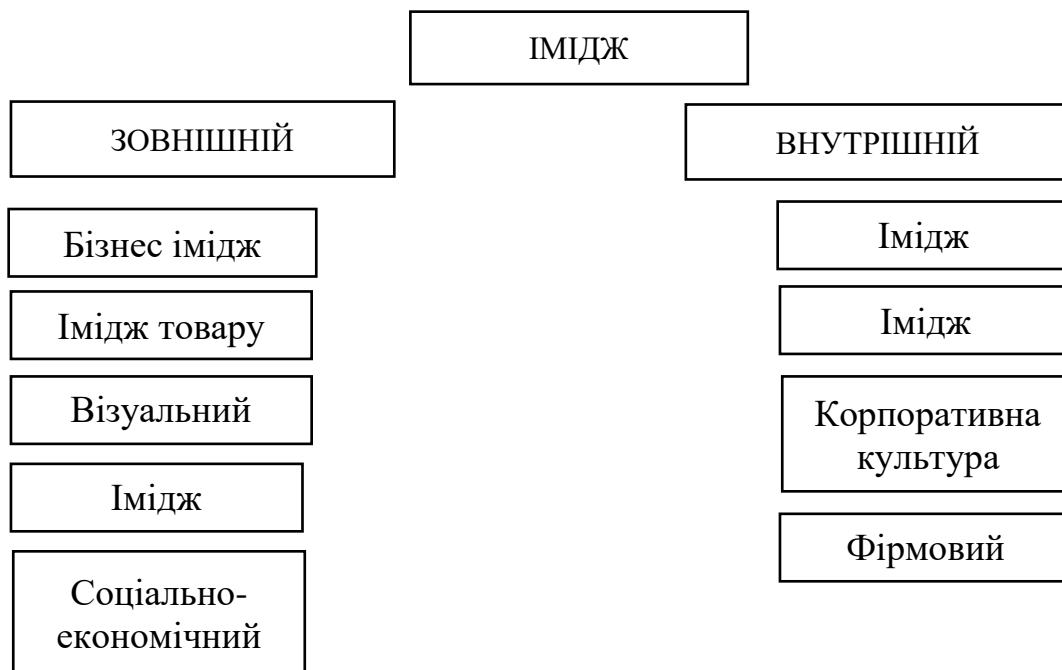 ІМІДЖ
ЗОВНІШНІЙ
ВНУТРІШНІЙ
Бізнес імідж
Імідж товару
Візуальний
Імідж
Соціально-
економічний
Імідж
Імідж
Корпоративна
культура
Фірмовий